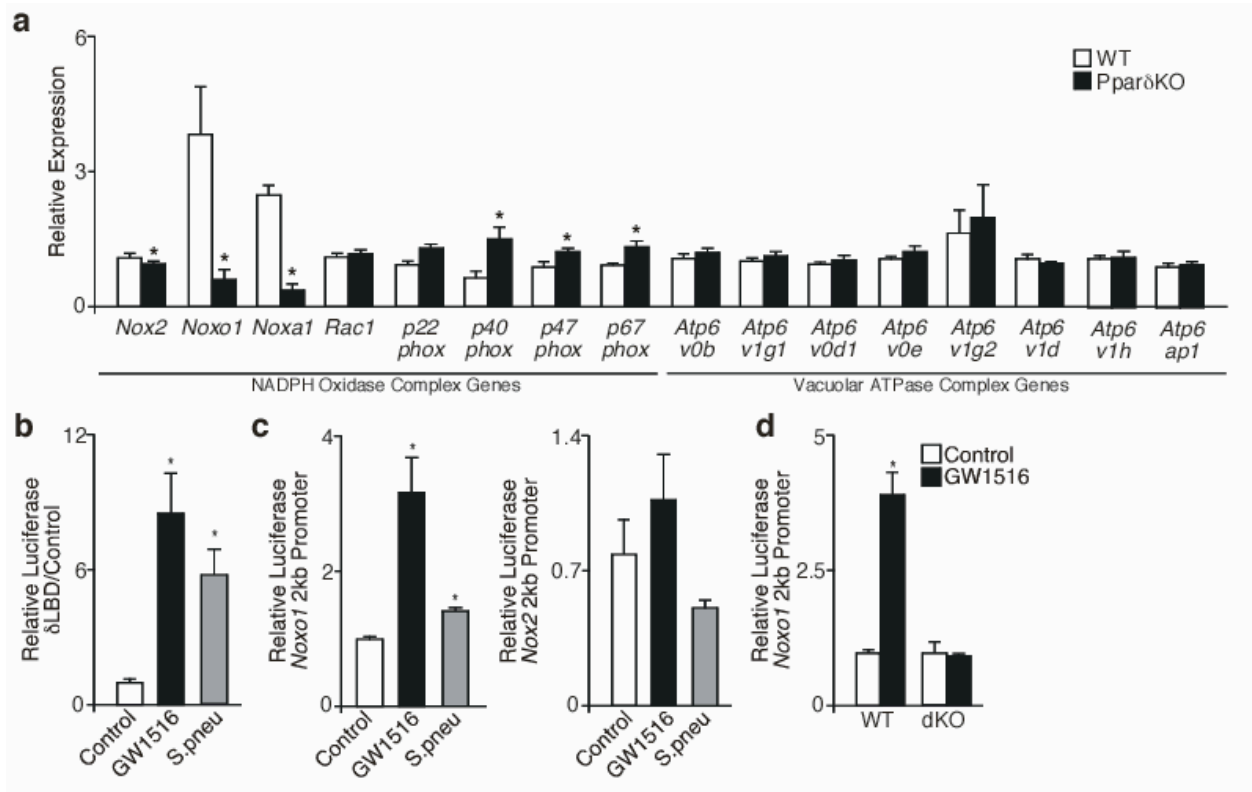 a
6
3
0
Relative Expression
WT
PparδKO
* * * * * *
Nox2 Noxo1 Noxa1 Rac1 p22 p40 p47 p67 Atp6 Atp6 Atp6 Atp6 Atp6 Atp6 Atp6 Atp6
phox phox phox phox v0b v1g1 v0d1 v0e v1g2 v1d v1h ap1
NADPH Oxidase Complex Genes Vacuolar ATPase Complex Genes
b
12
6
0
Relative Luciferase
δLBD/Control
* *
Control GW1516 S.pneu
c
4
2
0
Relative Luciferase
Noxo1 2kb Promoter
* *
Control GW1516 S.pneu
1.4
0.7
0
Relative Luciferase
Nox2 2kb Promoter
Control GW1516 S.pneu
d
5
2.5
0
Relative Luciferase
Noxo1 2kb Promoter
Control
GW1516
*
WT dKO